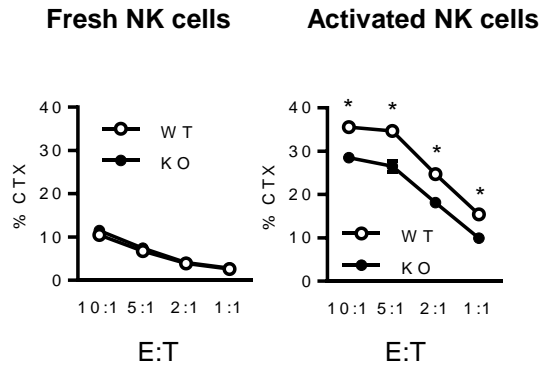 Fresh NK cells
40
30
20
10
0
% CTX
WT
KO
10:1 5:1 2:1 1:1
E:T
Activated NK cells
40
30
20
10
0
% CTX
* * * *
WT
KO
10:1 5:1 2:1 1:1
E:T